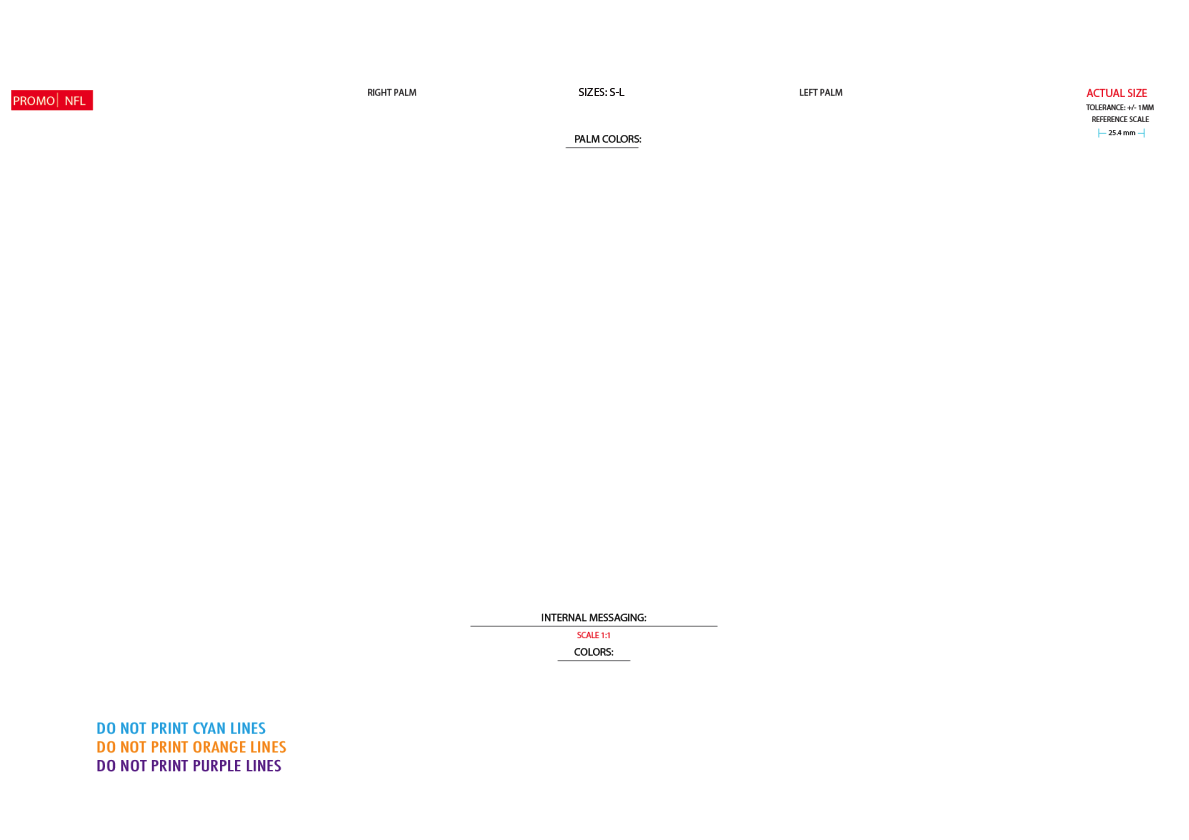 PROMO NFL
RIGHT PALM
SIZES: S-L
LEFT PALM
ACTUAL SIZE
TOLERANCE: +/- 1MM
REFERENCE SCALE
25.4 mm
PALM COLORS:
INTERNAL MESSAGING:
SCALE 1:1
COLORS:
DO NOT PRINT CYAN LINES
DO NOT PRINT ORANGE LINES
DO NOT PRINT PURPLE LINES